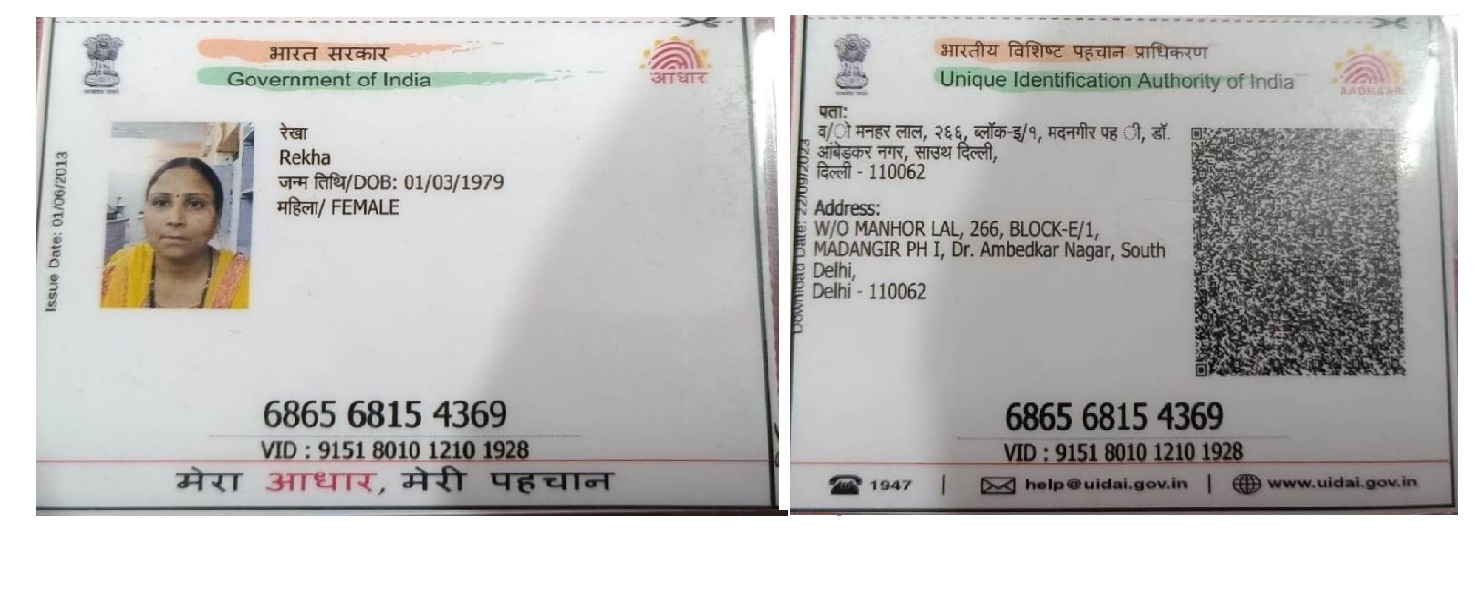 भारत सरकार
Government of India
आधार
Issue Date: 01/06/2013
रेखा
Rekha
जन्म तिथि/DOB: 01/03/1979
महिला/ FEMALE
6865 6815 4369
VID : 9151 8010 1210 1928
मेरा आधार, मेरी पहचान
भारतीय विशिष्ट पहचान प्राधिकरण
Unique Identification Authority of India
AADHAAR
Download Date: 22/09/2023
पता:
व/ो मनहर लाल, २६६, ब्लॉक-इ/१, मदनगीर पह ी, डॉ.
आंबेडकर नगर, साउथ दिल्ली,
दिल्ली - 110062
Address:
W/O MANHOR LAL, 266, BLOCK-E/1,
MADANGIR PH I, Dr. Ambedkar Nagar, South
Delhi,
Delhi - 110062
6865 6815 4369
VID : 9151 8010 1210 1928
1947 | help@uidai.gov.in | www.uidai.gov.in